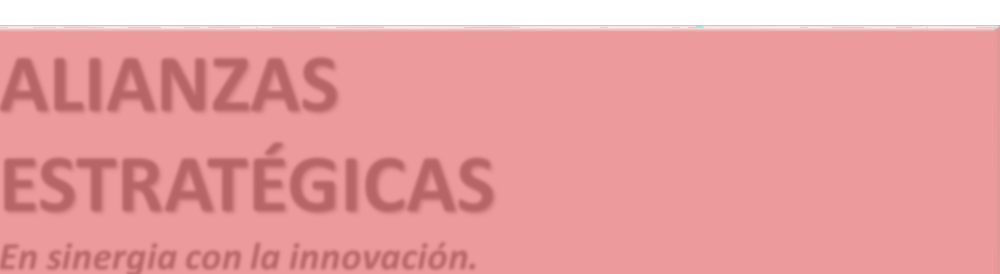 ALIANZAS
ESTRATÉGICAS
En sinergia con la innovación.